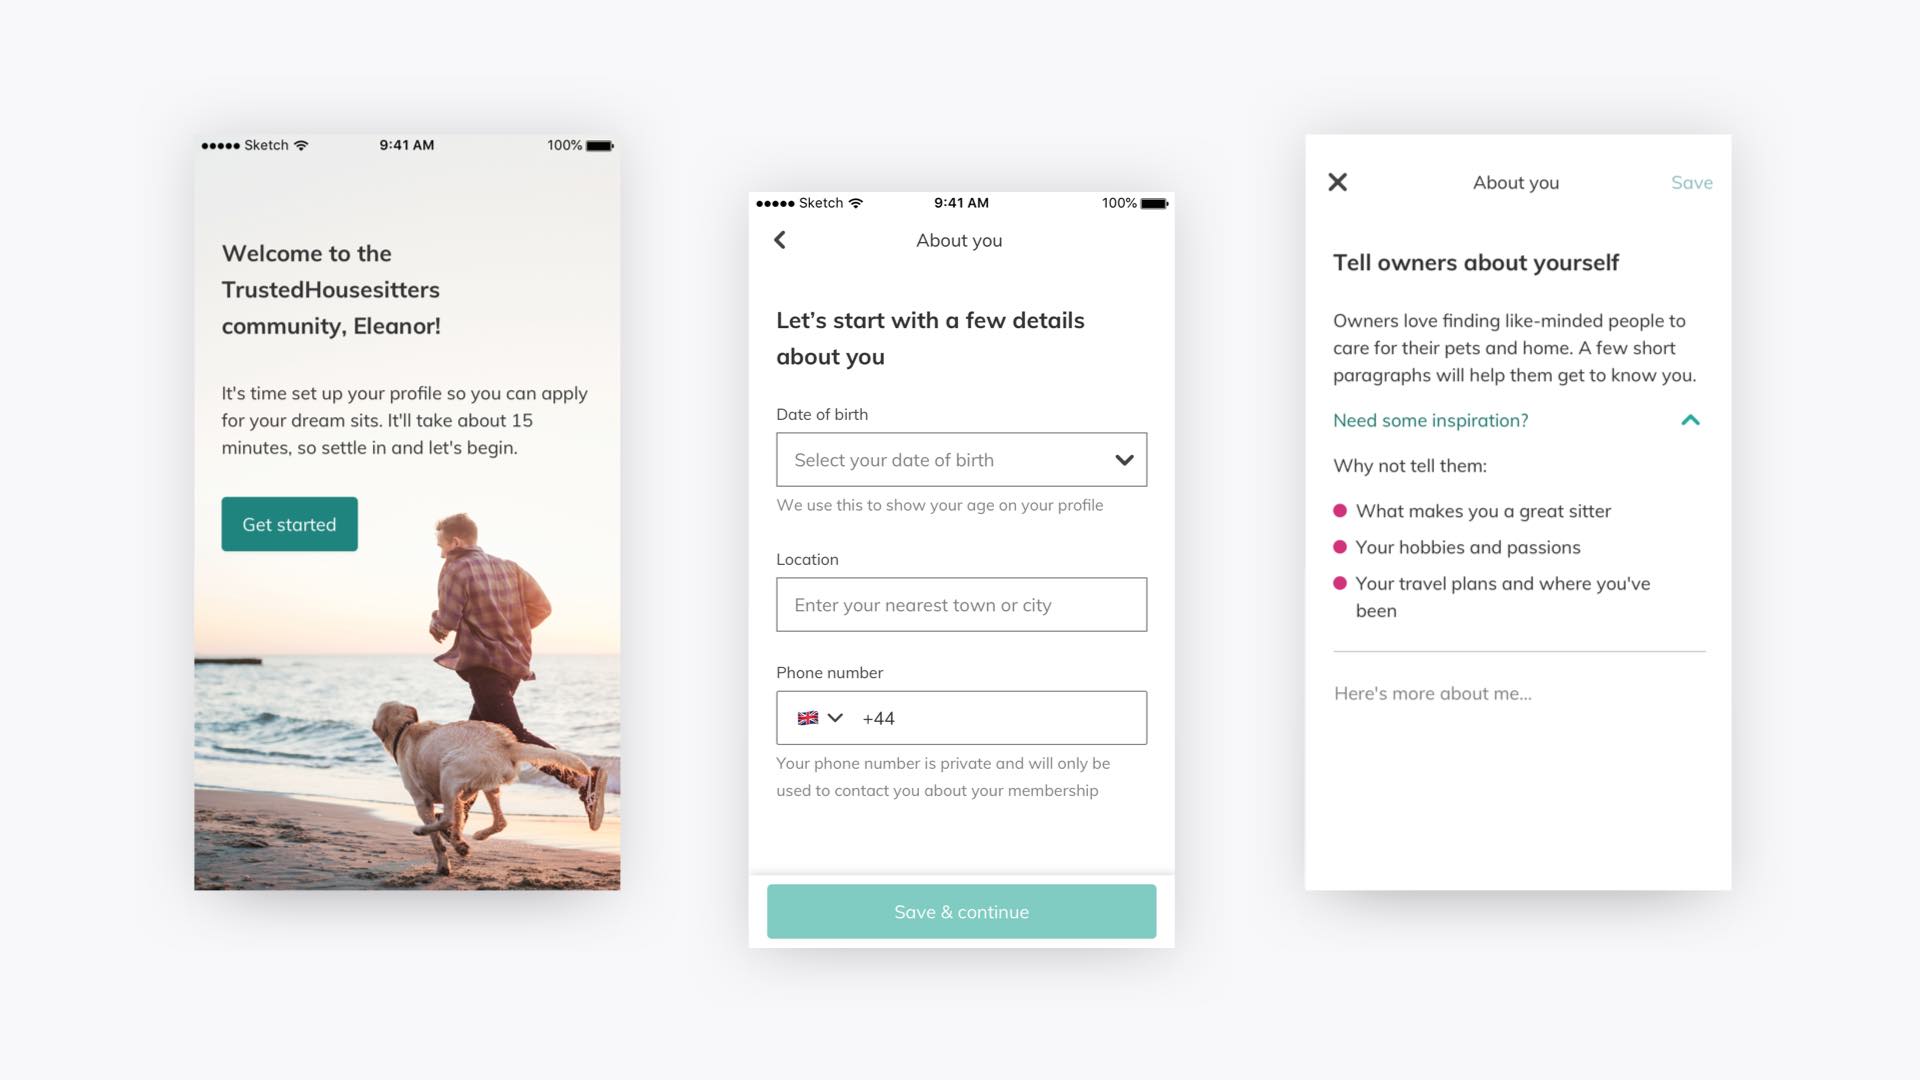 Sketch 9:41 AM 100%
Welcome to the
TrustedHousesitters
community, Eleanor!
It's time set up your profile so you can apply
for your dream sits. It'll take about 15
minutes, so settle in and let's begin.
Get started
Sketch 9:41 AM 100%
About you
Let’s start with a few details
about you
Date of birth
Select your date of birth
We use this to show your age on your profile
Location
Enter your nearest town or city
Phone number
+44
Your phone number is private and will only be
used to contact you about your membership
Save & continue
About you Save
Tell owners about yourself
Owners love finding like-minded people to
care for their pets and home. A few short
paragraphs will help them get to know you.
Need some inspiration?
Why not tell them:
What makes you a great sitter
Your hobbies and passions
Your travel plans and where you've
been
Here's more about me...